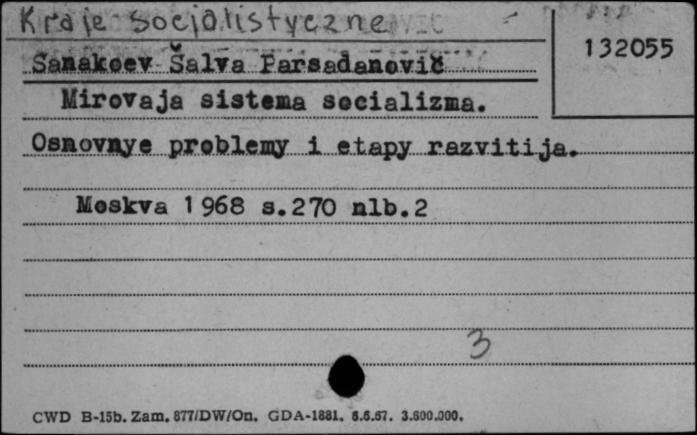 Kraje socjalistyczne
132055
Sanakoev Šalva Parsadanovič
Mirovaja sistema socializma.
Osnovnye problemy i etapy razvitija.
Moskva 1968 s.270 nlb.2
3
CWD B-15b. Zam. 877/DW/On. GDA-1881. 6.6.67. 3.600.000.